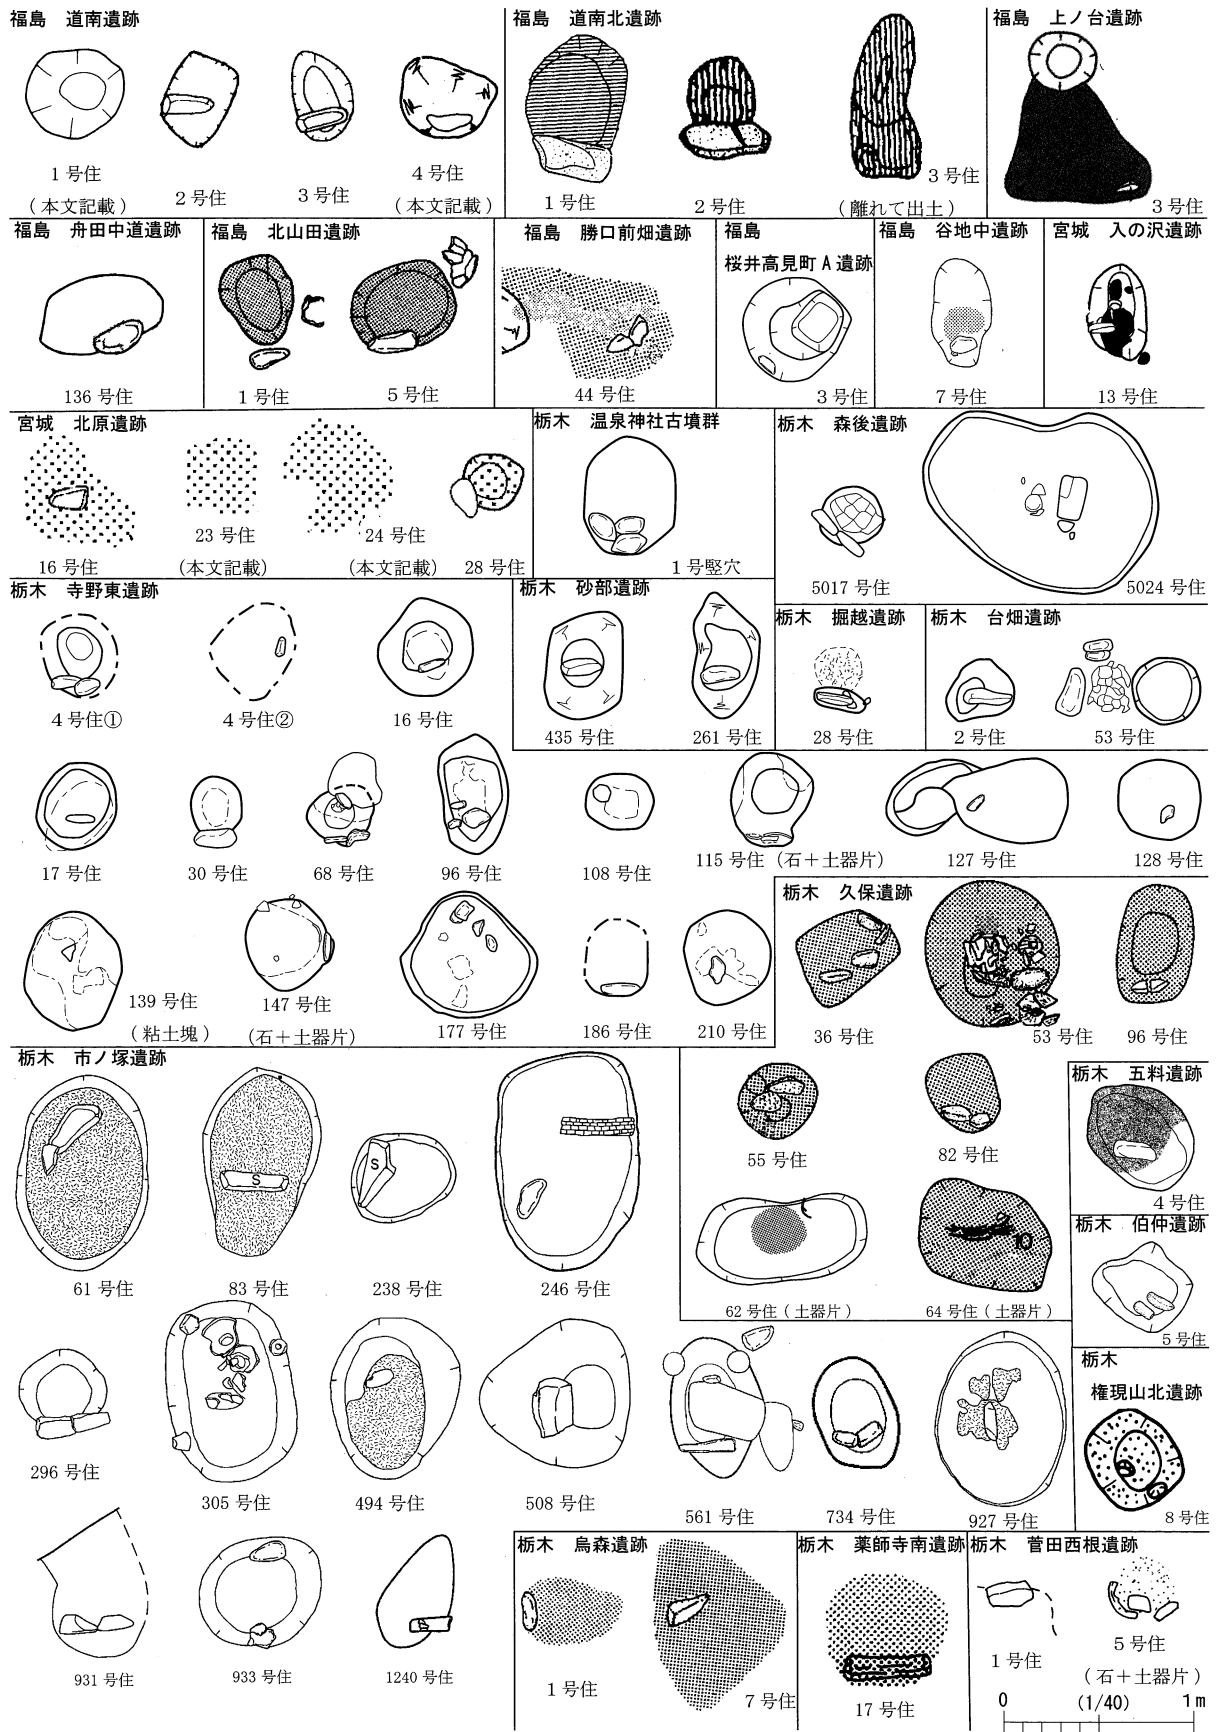 福島 道南遺跡
1号住
(本文記載)
2号住
3号住
4号住
(本文記載)
福島 道南北遺跡
1号住
2号住
3号住
(離れて出土)
福島 上ノ台遺跡
3号住
福島 舟田中道遺跡
136号住
福島 北山田遺跡
1号住
5号住
福島 勝口前畑遺跡
44号住
福島
桜井高見町A遺跡
3号住
福島 谷地中遺跡
7号住
宮城 入の沢遺跡
13号住
宮城 北原遺跡
16号住
23号住
(本文記載)
24号住
(本文記載)
28号住
栃木 温泉神社古墳群
1号竪穴
栃木 森後遺跡
5017号住
5024号住
栃木 寺野東遺跡
4号住①
4号住②
16号住
栃木 砂部遺跡
435号住
261号住
栃木 掘越遺跡
28号住
栃木 台畑遺跡
2号住
53号住
17号住
30号住
68号住
96号住
108号住
115号住(石+土器片)
127号住
128号住
139号住
(粘土塊)
147号住
(石+土器片)
177号住
186号住
210号住
栃木 久保遺跡
36号住
53号住
96号住
55号住
82号住
62号住(土器片)
64号住(土器片)
栃木 市ノ塚遺跡
61号住
S
83号住
S
238号住
246号住
296号住
305号住
494号住
508号住
561号住
734号住
927号住
931号住
933号住
1240号住
栃木 五料遺跡
4号住
栃木 伯仲遺跡
5号住
栃木
権現山北遺跡
8号住
栃木 烏森遺跡
1号住
7号住
栃木 薬師寺南遺跡
17号住
栃木 菅田西根遺跡
1号住
5号住
(石+土器片)
0 (1/40) 1m